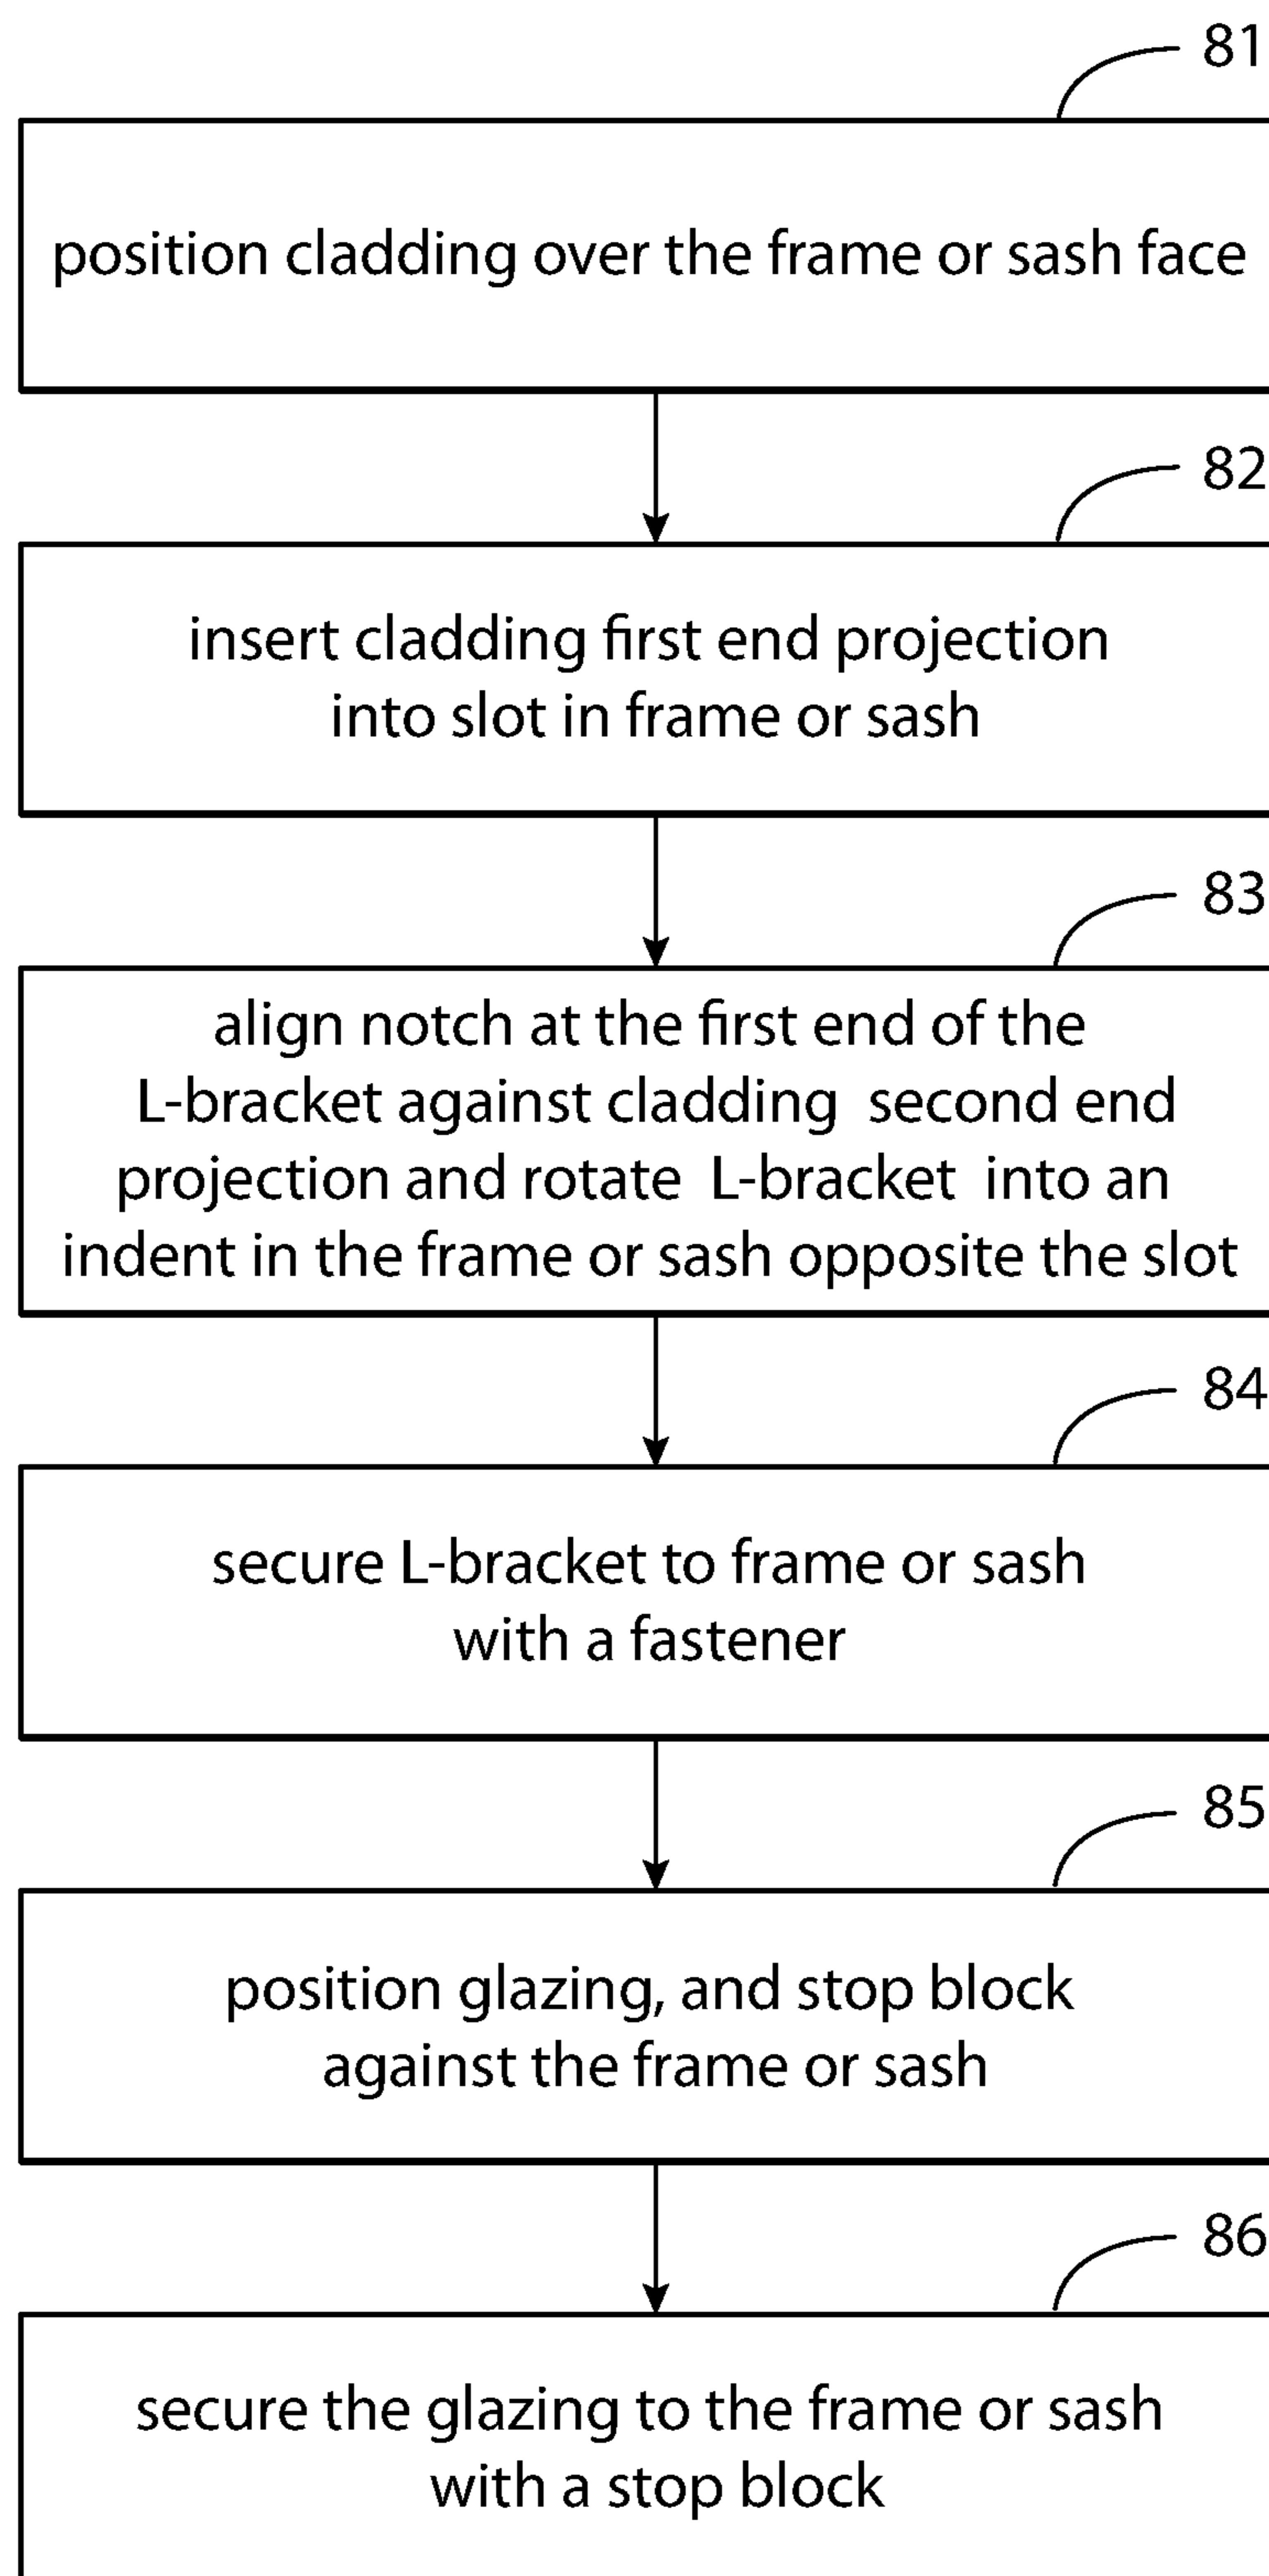 81
position cladding over the frame or sash face
82
insert cladding first end projection
into slot in frame or sash
83
align notch at the first end of the
L-bracket against cladding second end
projection and rotate L-bracket into an
indent in the frame or sash opposite the slot
84
secure L-bracket to frame or sash
with a fastener
85
position glazing, and stop block
against the frame or sash
86
secure the glazing to the frame or sash
with a stop block